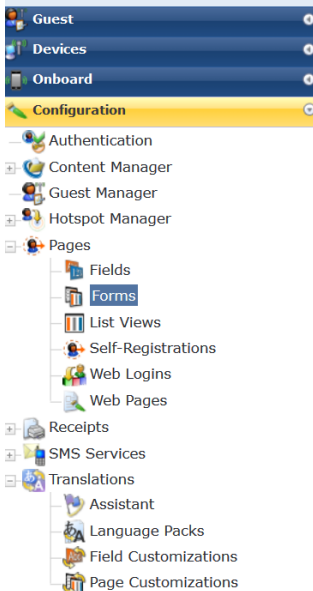 Guest
Devices
Onboard
Configuration
Authentication
Content Manager
Guest Manager
Hotspot Manager
Pages
Fields
Forms
List Views
Self-Registrations
Web Logins
Web Pages
Receipts
SMS Services
Translations
Assistant
Language Packs
Field Customizations
Page Customizations